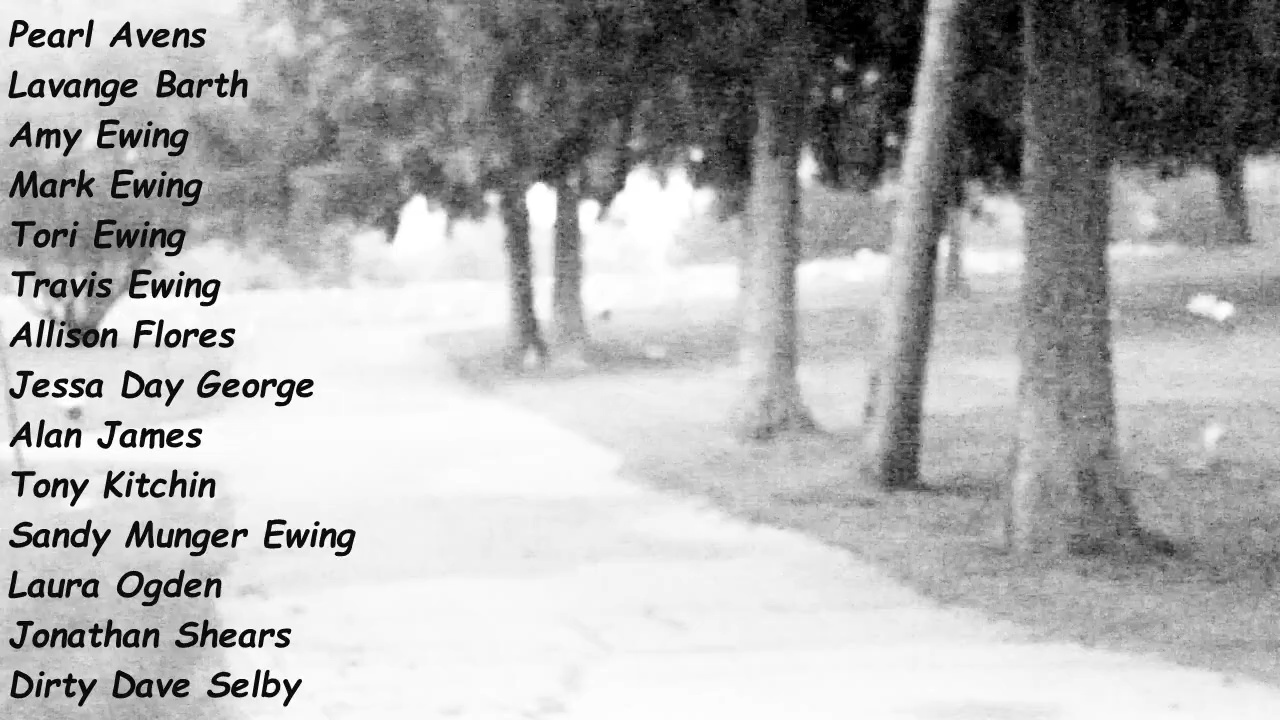 Pearl Avens
Lavange Barth
Amy Ewing
Mark Ewing
Tori Ewing
Travis Ewing
Allison Flores
Jessa Day George
Alan James
Tony Kitchin
Sandy Munger Ewing
Laura Ogden
Jonathan Shears
Dirty Dave Selby